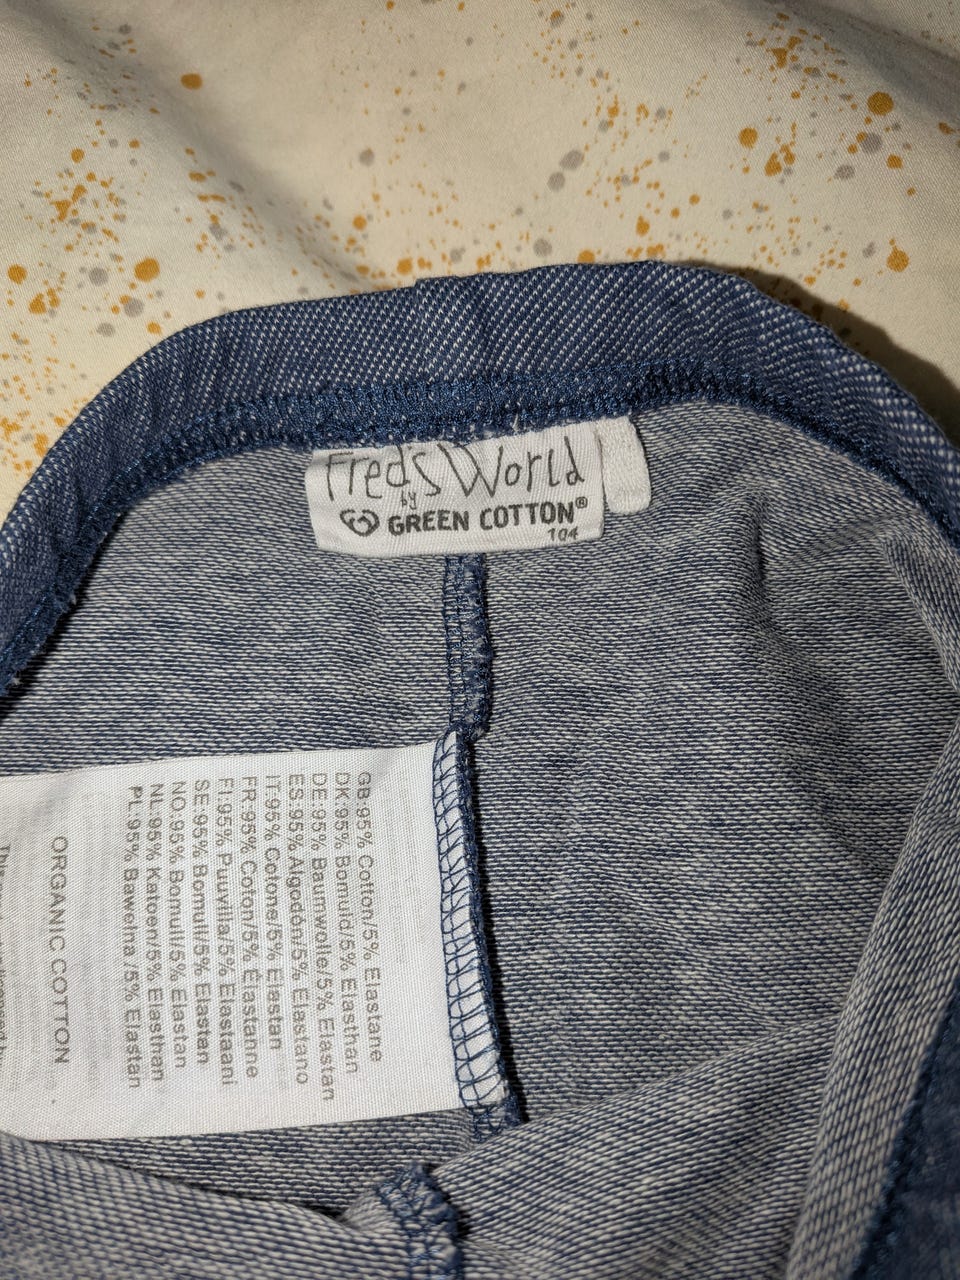 Freds World
by
GREEN COTTON®
104
GB:95% Cotton/5% Elastane
DK:95% Bomuld/5% Elasthan
DE:95% Baumwolle/5% Elastan
ES:95% Algodón/5% Elastano
IT:95% Cotone/5% Elastan
FR:95% Coton/5% Élastanne
FI:95% Puuvilla/5% Elastaani
SE:95% Bomull/5% Elastan
NO:95% Bomull/5% Elastan
NL:95% Katoen/5% Elasthan
PL:95% Bawełna /5% Elastan
ORGANIC COTTON